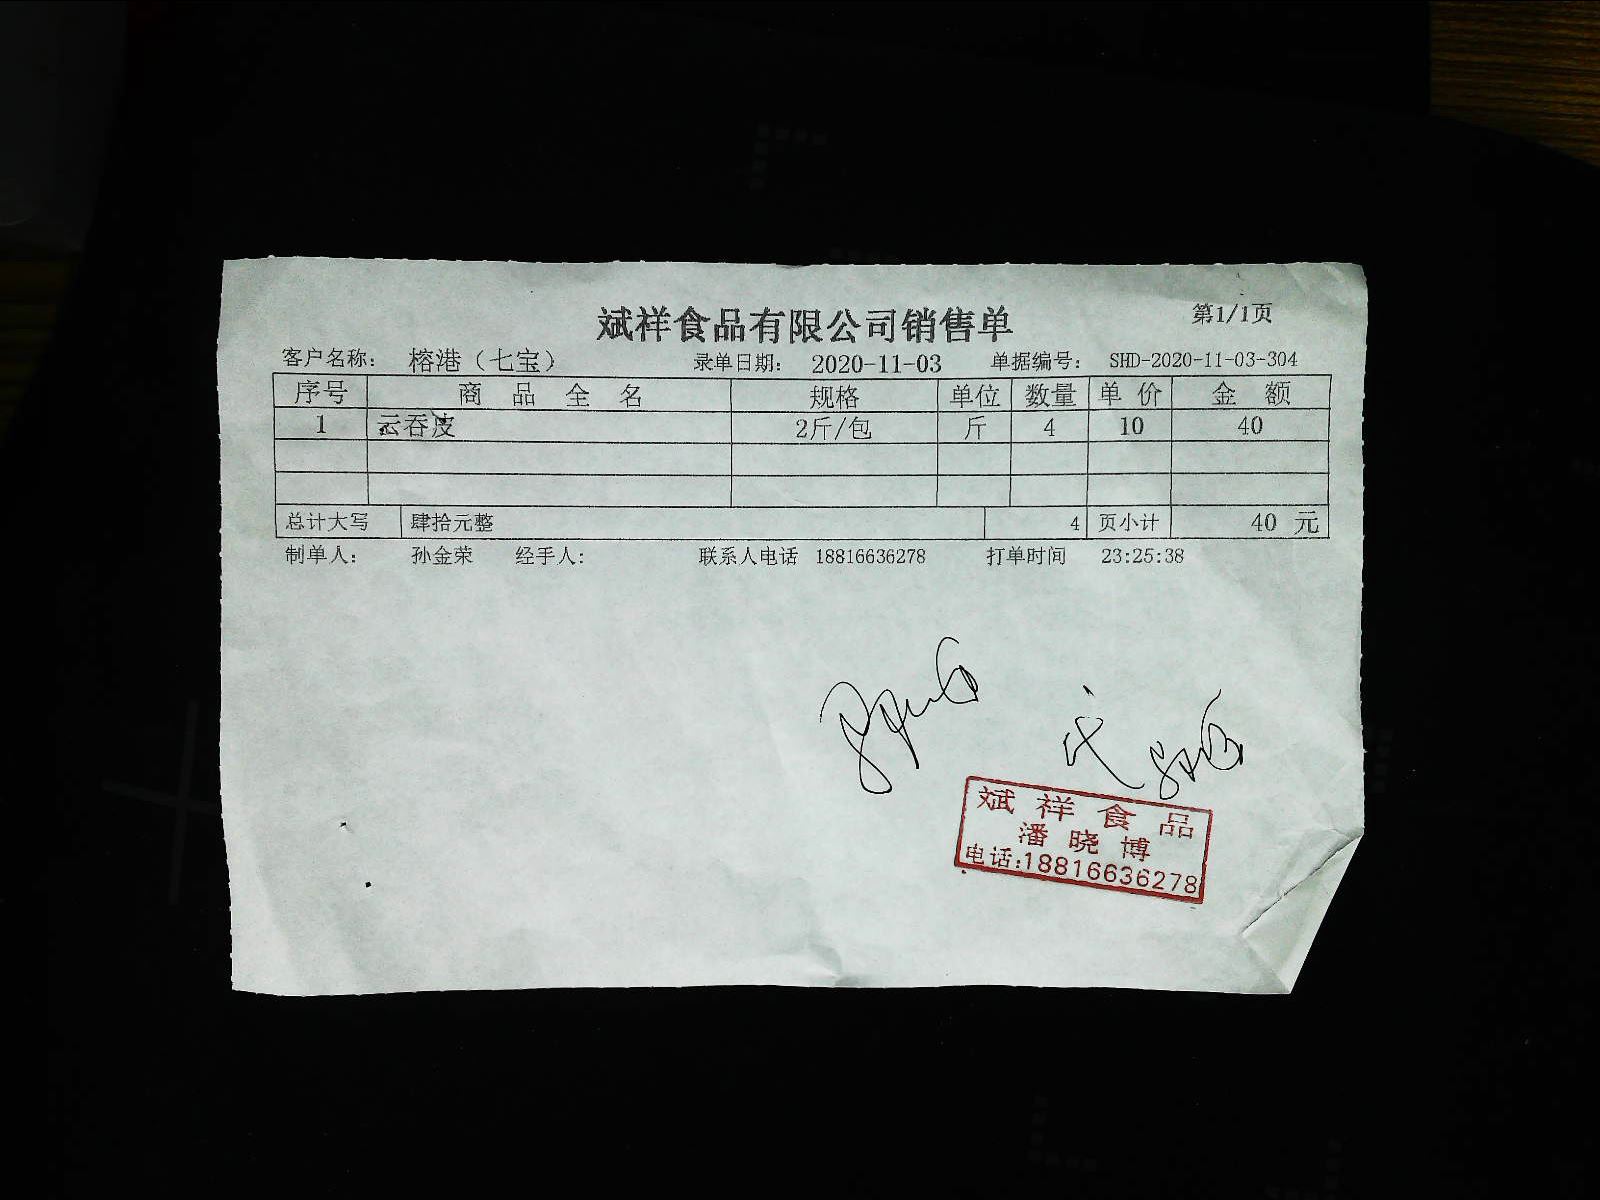 斌祥食品有限公司销售单 第1/1页
客户名称： 榕港（七宝） 录单日期： 2020-11-03 单据编号： SHD-2020-11-03-304
序号 商品全名 规格 单位 数量 单价 金额
1 云吞皮 2斤/包 斤 4 10 40
总计大写 肆拾元整 4 页小计 40 元
制单人： 孙金荣 经手人： 联系人电话 18816636278 打单时间 23:25:38
斌祥食品
潘晓博
电话:18816636278